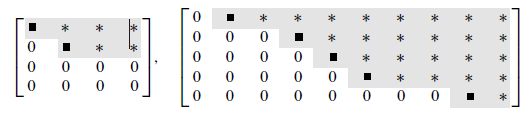 ■ * * *
0 ■ * *
0 0 0 0
0 0 0 0
,
0 ■ * * * * * * * *
0 0 0 ■ * * * * * *
0 0 0 0 ■ * * * * *
0 0 0 0 0 ■ * * * *
0 0 0 0 0 0 0 0 ■ *